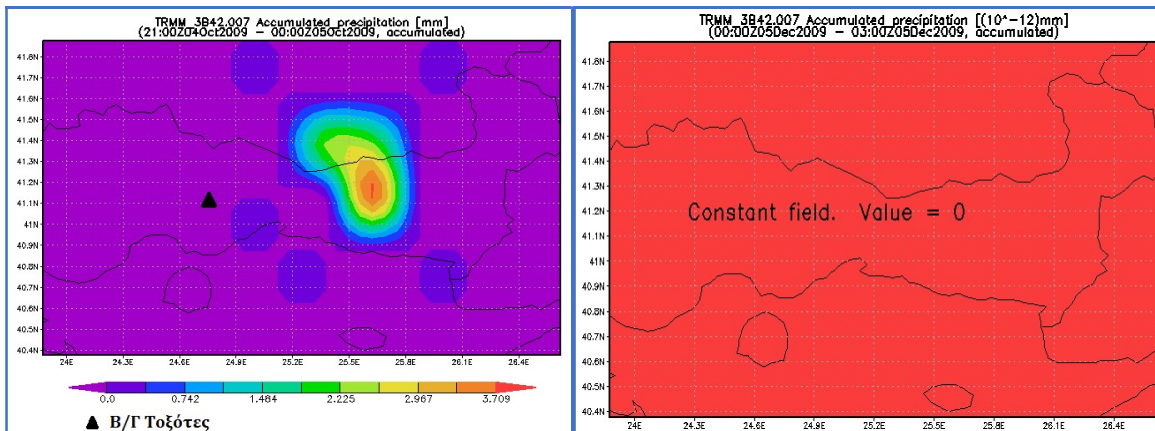 TRMM_3B42.007 Accumulated precipitation [mm]
(21:00Z04Oct2009 - 00:00Z05Oct2009, accumulated)
41.8N
41.7N
41.6N
41.5N
41.4N
41.3N
41.2N
41.1N
41N
40.9N
40.8N
40.7N
40.6N
40.5N
40.4N
24E 24.3E 24.6E 24.9E 25.2E 25.5E 25.8E 26.1E 26.4E
0.0 0.742 1.484 2.225 2.967 3.709
▲ Β/Γ Τοξότες
TRMM_3B42.007 Accumulated precipitation [(10^-12)mm]
(00:00Z05Dec2009 - 03:00Z05Dec2009, accumulated)
41.8N
41.7N
41.6N
41.5N
41.4N
41.3N
41.2N
41.1N
41N
40.9N
40.8N
40.7N
40.6N
40.5N
40.4N
Constant field. Value = 0
24E 24.3E 24.6E 24.9E 25.2E 25.5E 25.8E 26.1E 26.4E